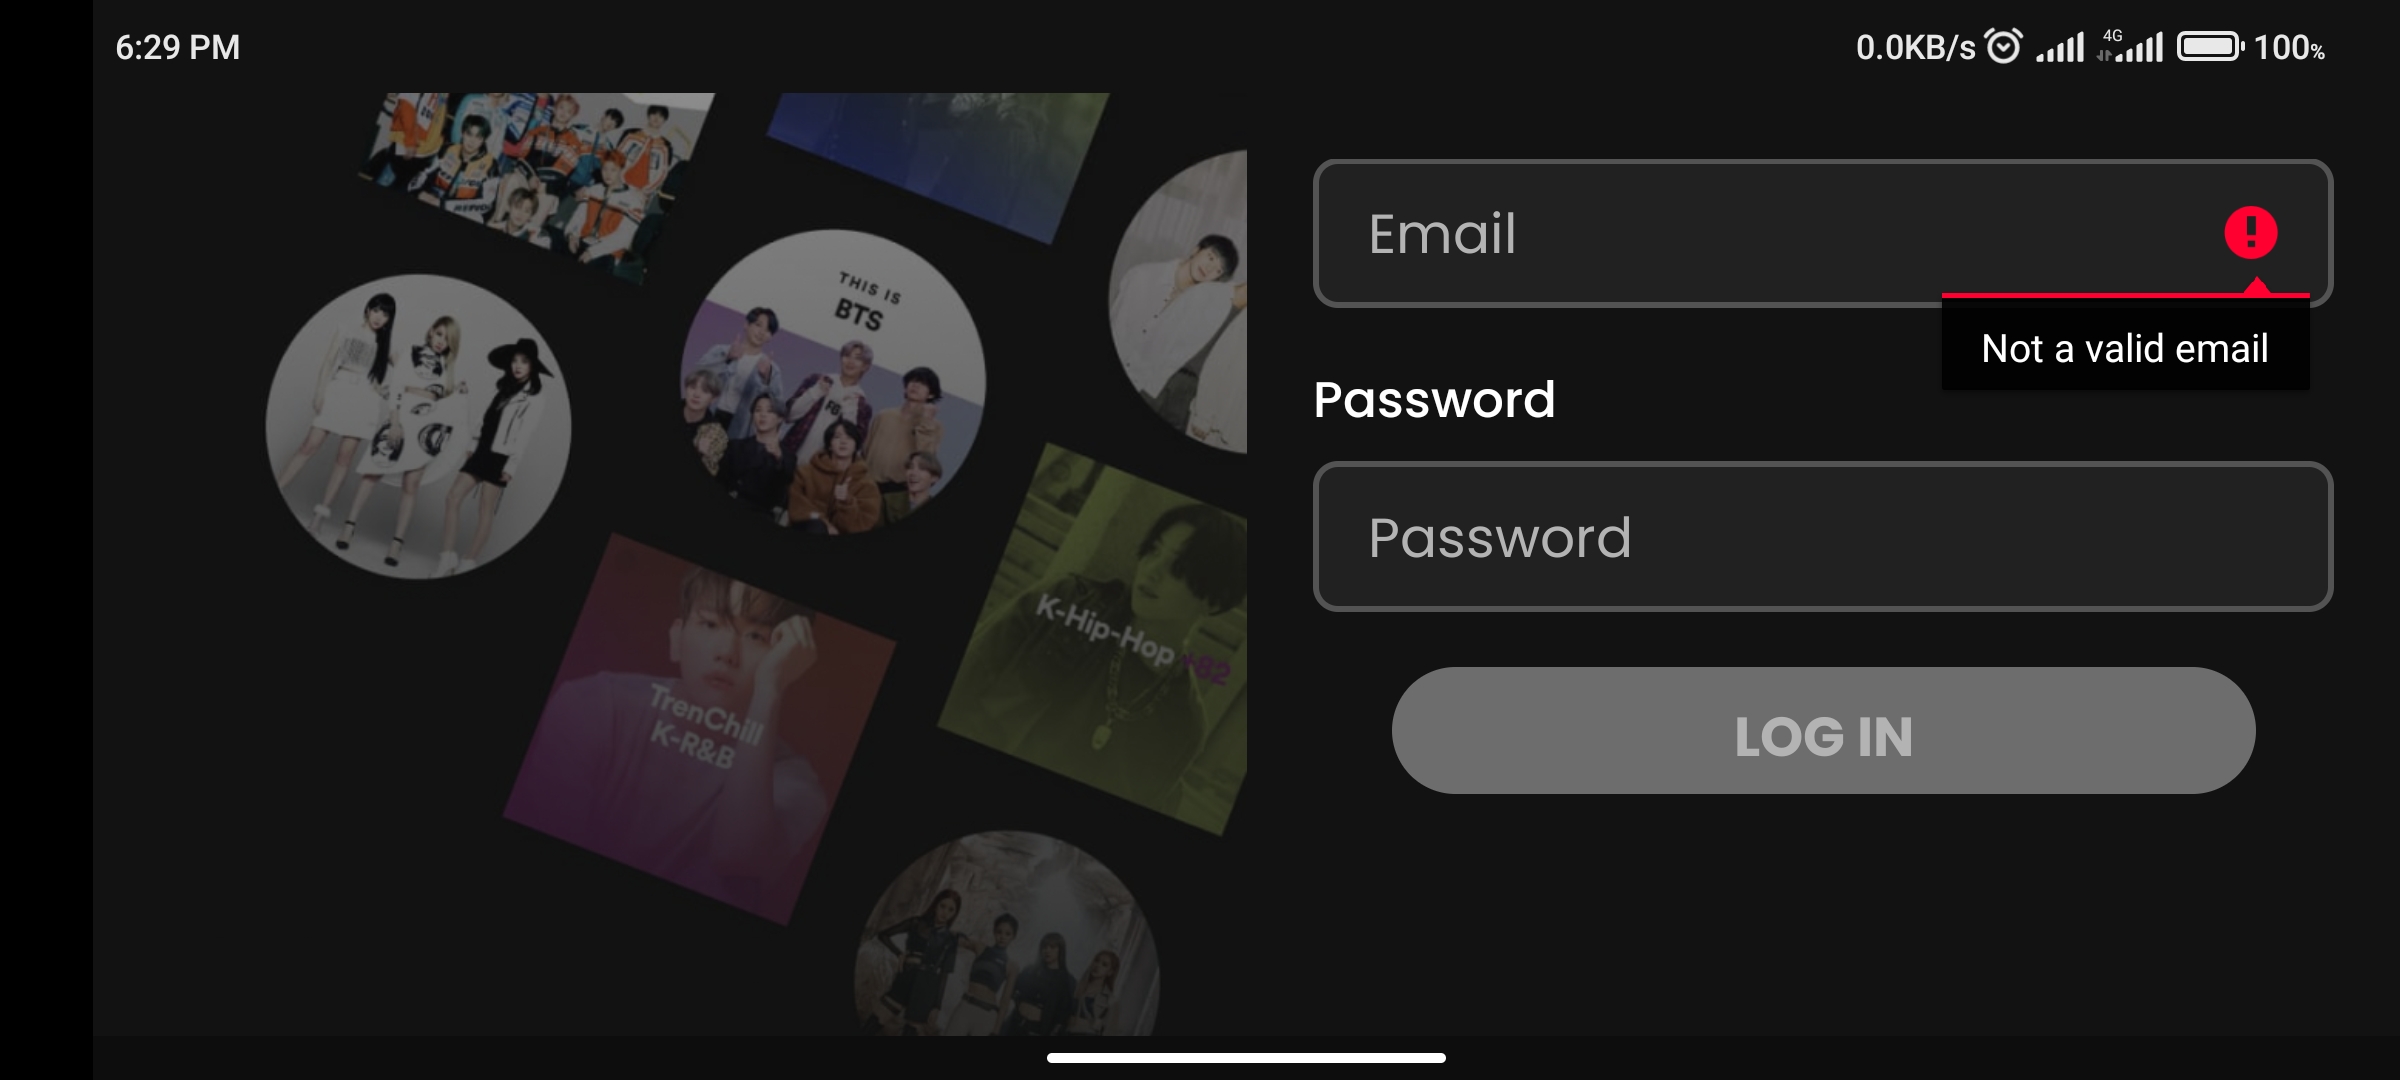 6:29 PM
0.0KB/s
4G
100%
THIS IS
BTS
K-Hip-Hop +82
TrenChill
K-R&B
Email
Not a valid email
Password
Password
LOG IN